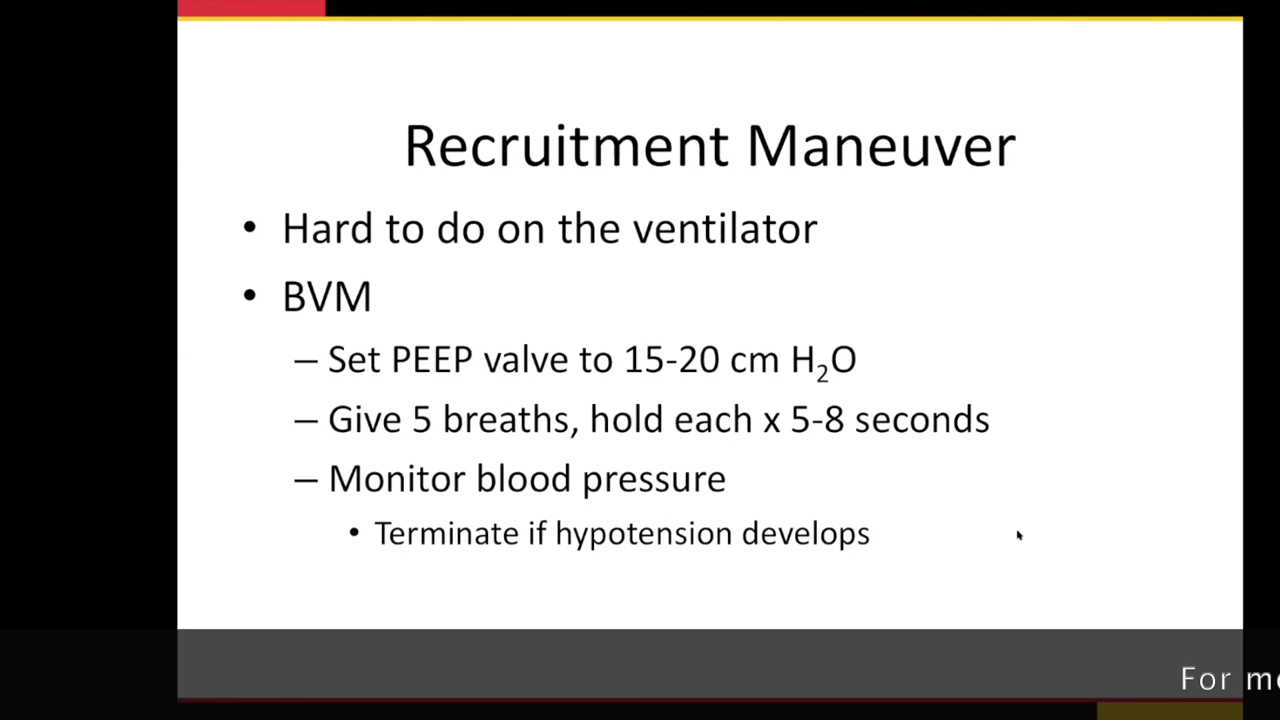 Recruitment Maneuver
• Hard to do on the ventilator
• BVM
– Set PEEP valve to 15-20 cm H₂O
– Give 5 breaths, hold each x 5-8 seconds
– Monitor blood pressure
• Terminate if hypotension develops
For